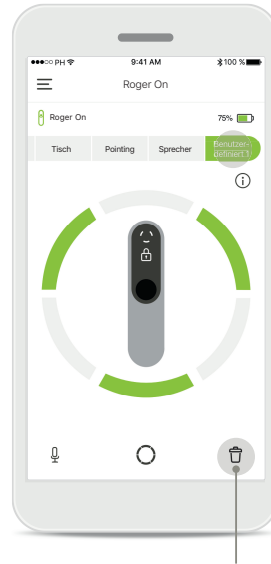 PH 9:41 AM 100 %
Roger On
Roger On 75%
Tisch Pointing Sprecher Benutzer-
definiert 1